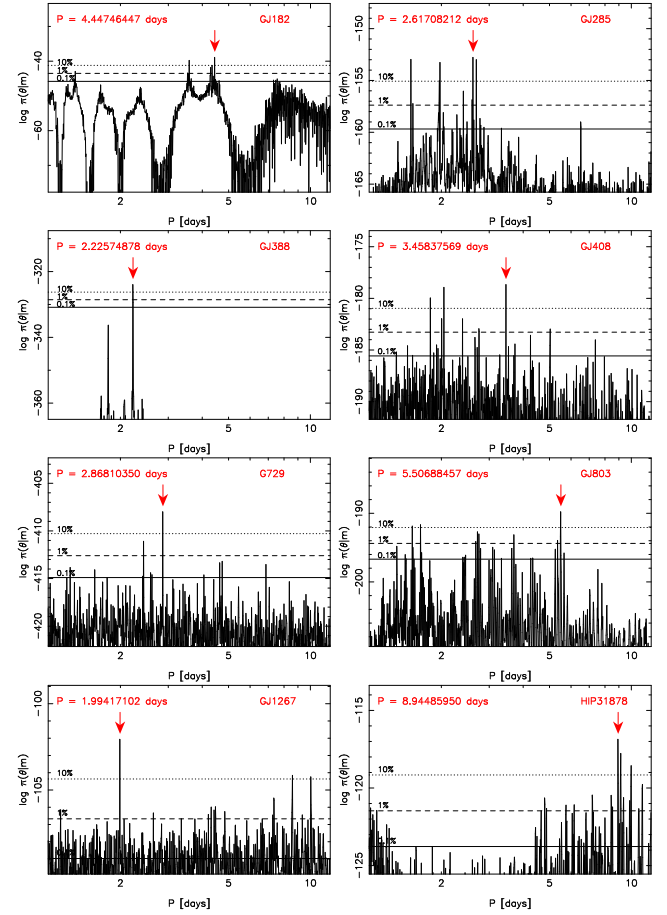 P = 4.44746447 days GJ182
10%
1%
0.1%
−40
−60
log π(θ|m)
2 5 10
P [days]
P = 2.61708212 days GJ285
10%
1%
0.1%
−150
−155
−160
−165
log π(θ|m)
2 5 10
P [days]
P = 2.22574878 days GJ388
10%
1%
0.1%
−320
−340
−360
log π(θ|m)
2 5 10
P [days]
P = 3.45837569 days GJ408
10%
1%
0.1%
−175
−180
−185
−190
log π(θ|m)
2 5 10
P [days]
P = 2.86810350 days G729
10%
1%
0.1%
−405
−410
−415
−420
log π(θ|m)
2 5 10
P [days]
P = 5.50688457 days GJ803
10%
1%
0.1%
−190
−200
log π(θ|m)
2 5 10
P [days]
P = 1.99417102 days GJ1267
10%
1%
−100
−105
log π(θ|m)
2 5 10
P [days]
P = 8.94485950 days HIP31878
10%
1%
−115
−120
−125
log π(θ|m)
2 5 10
P [days]